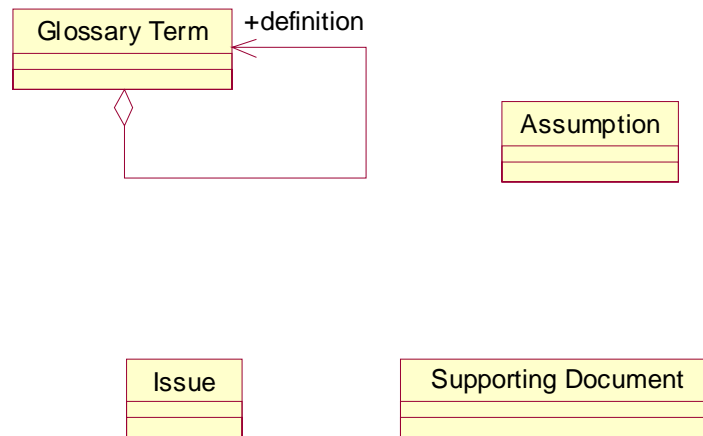 Glossary Term
+definition
Assumption
Issue
Supporting Document